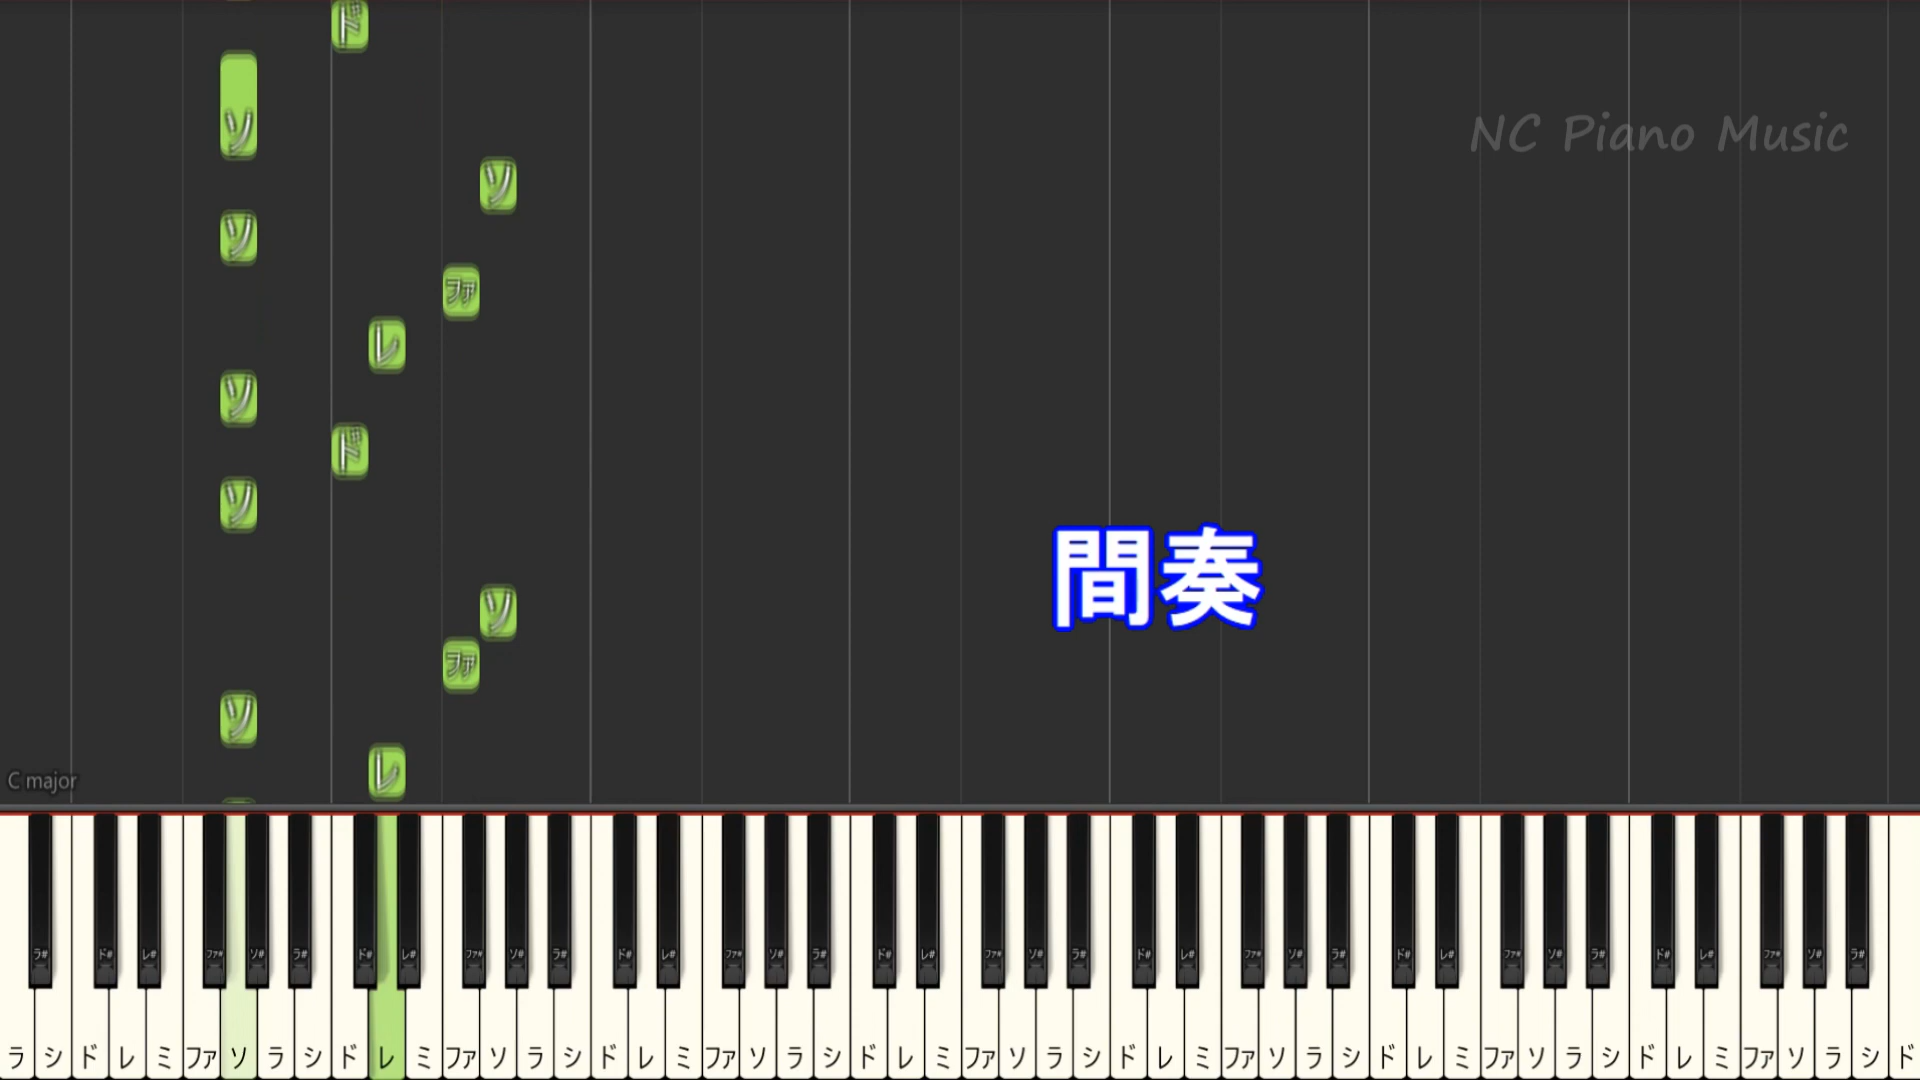 ド
ソ
NC Piano Music
ソ
ソ
ファ
レ
ソ
ド
ソ
間奏
ソ
ファ
ソ
レ
C major
ラ# ド# レ# ファ# ソ# ラ# ド# レ# ファ# ソ# ラ# ド# レ# ファ# ソ# ラ# ド# レ# ファ# ソ# ラ# ド# レ# ファ# ソ# ラ# ド# レ# ファ# ソ# ラ# ド# レ# ファ# ソ# ラ#
ラ シ ド レ ミ ファ ソ ラ シ ド レ ミ ファ ソ ラ シ ド レ ミ ファ ソ ラ シ ド レ ミ ファ ソ ラ シ ド レ ミ ファ ソ ラ シ ド レ ミ ファ ソ ラ シ ド レ ミ ファ ソ ラ シ ド